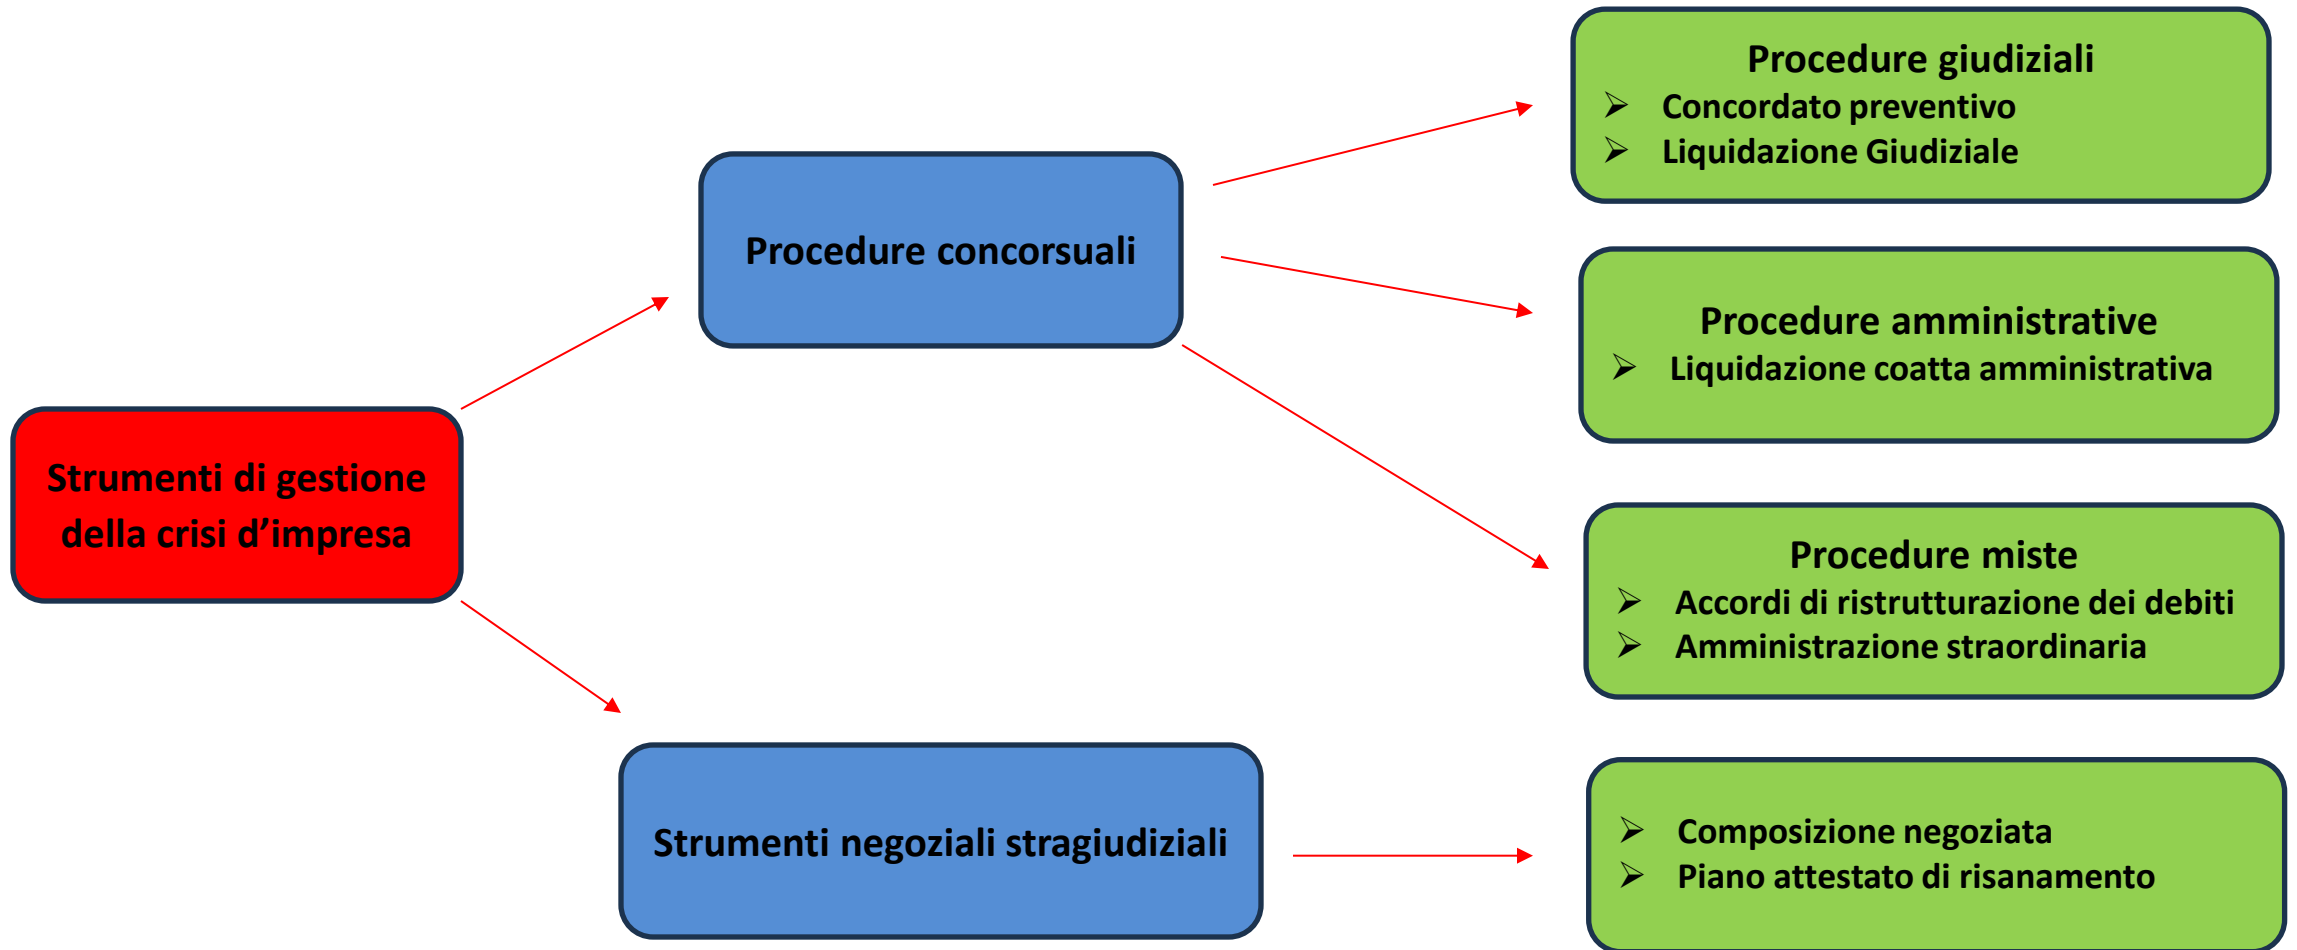 Procedure giudiziali
➢ Concordato preventivo
➢ Liquidazione Giudiziale
Procedure concorsuali
Procedure amministrative
➢ Liquidazione coatta amministrativa
Strumenti di gestione
della crisi d’impresa
Procedure miste
➢ Accordi di ristrutturazione dei debiti
➢ Amministrazione straordinaria
Strumenti negoziali stragiudiziali
➢ Composizione negoziata
➢ Piano attestato di risanamento